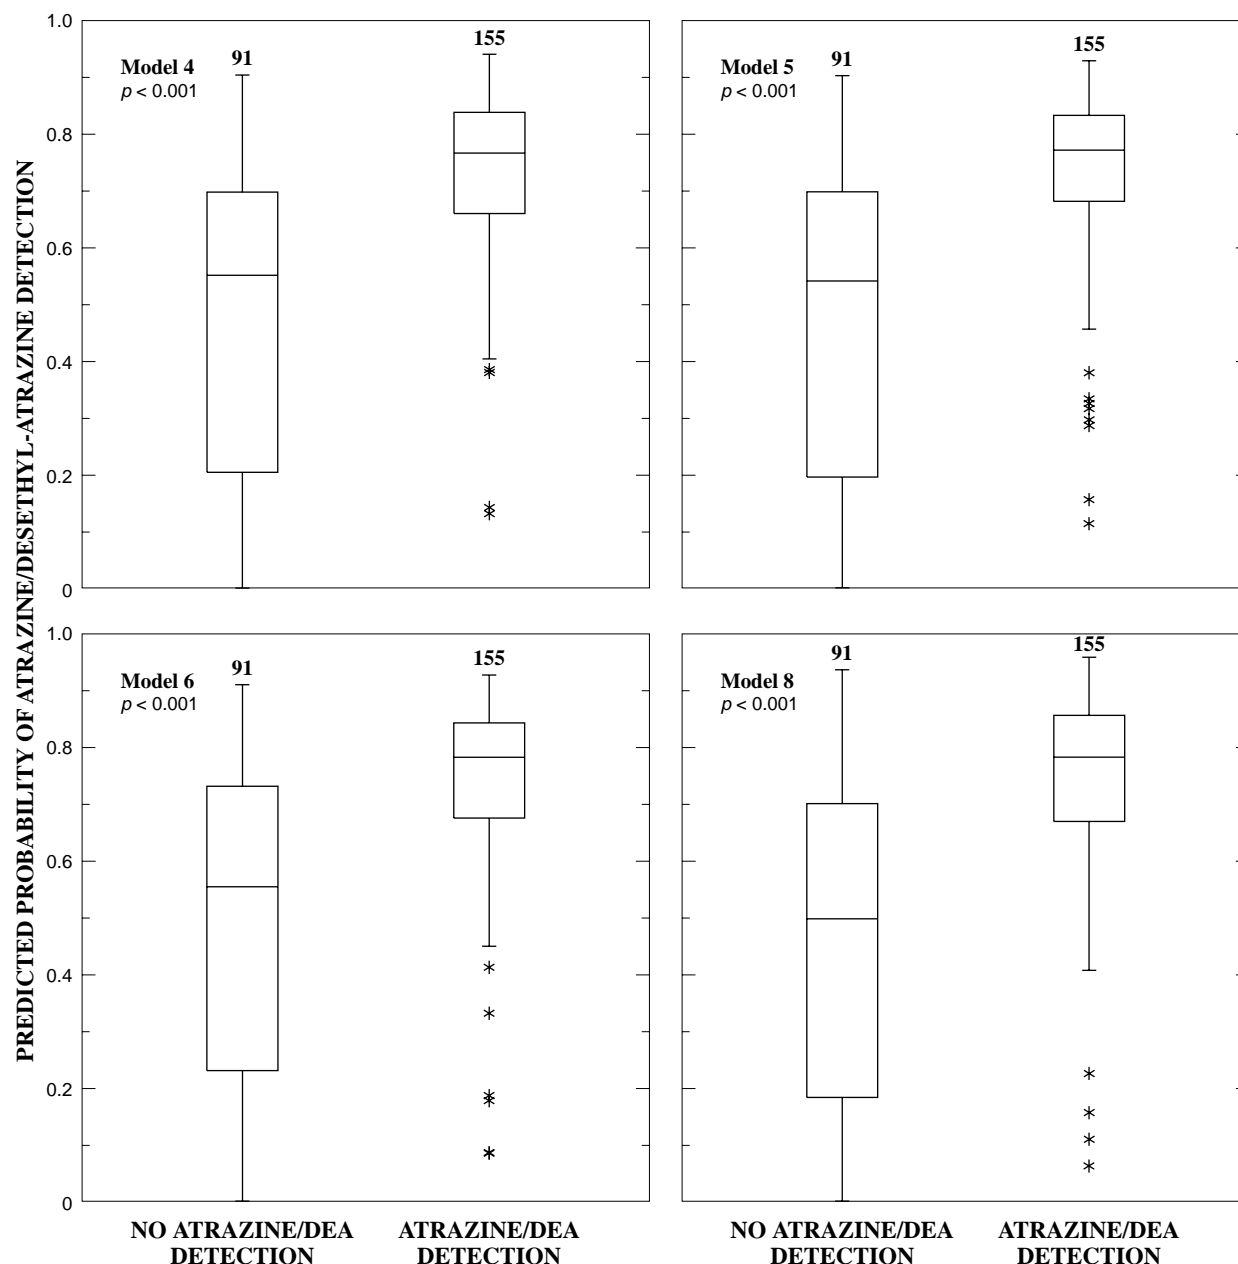 PREDICTED PROBABILITY OF ATRAZINE/DESETHYL-ATRAZINE DETECTION
1.0
0.8
0.6
0.4
0.2
0
Model 4
p < 0.001
91
155
Model 5
p < 0.001
91
155
1.0
0.8
0.6
0.4
0.2
0
Model 6
p < 0.001
91
155
Model 8
p < 0.001
91
155
NO ATRAZINE/DEA
DETECTION
ATRAZINE/DEA
DETECTION
NO ATRAZINE/DEA
DETECTION
ATRAZINE/DEA
DETECTION